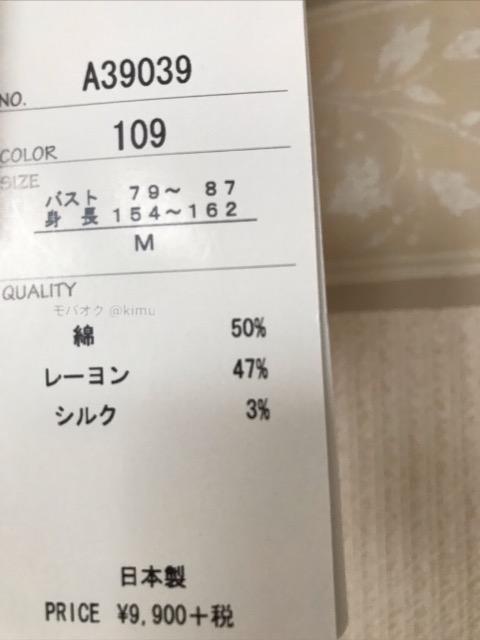 NO. A39039
COLOR 109
SIZE
バスト 79～ 87
身 長 154～162
M
QUALITY
モバオク @kimu
綿 50%
レーヨン 47%
シルク 3%
日本製
PRICE ¥9,900+税